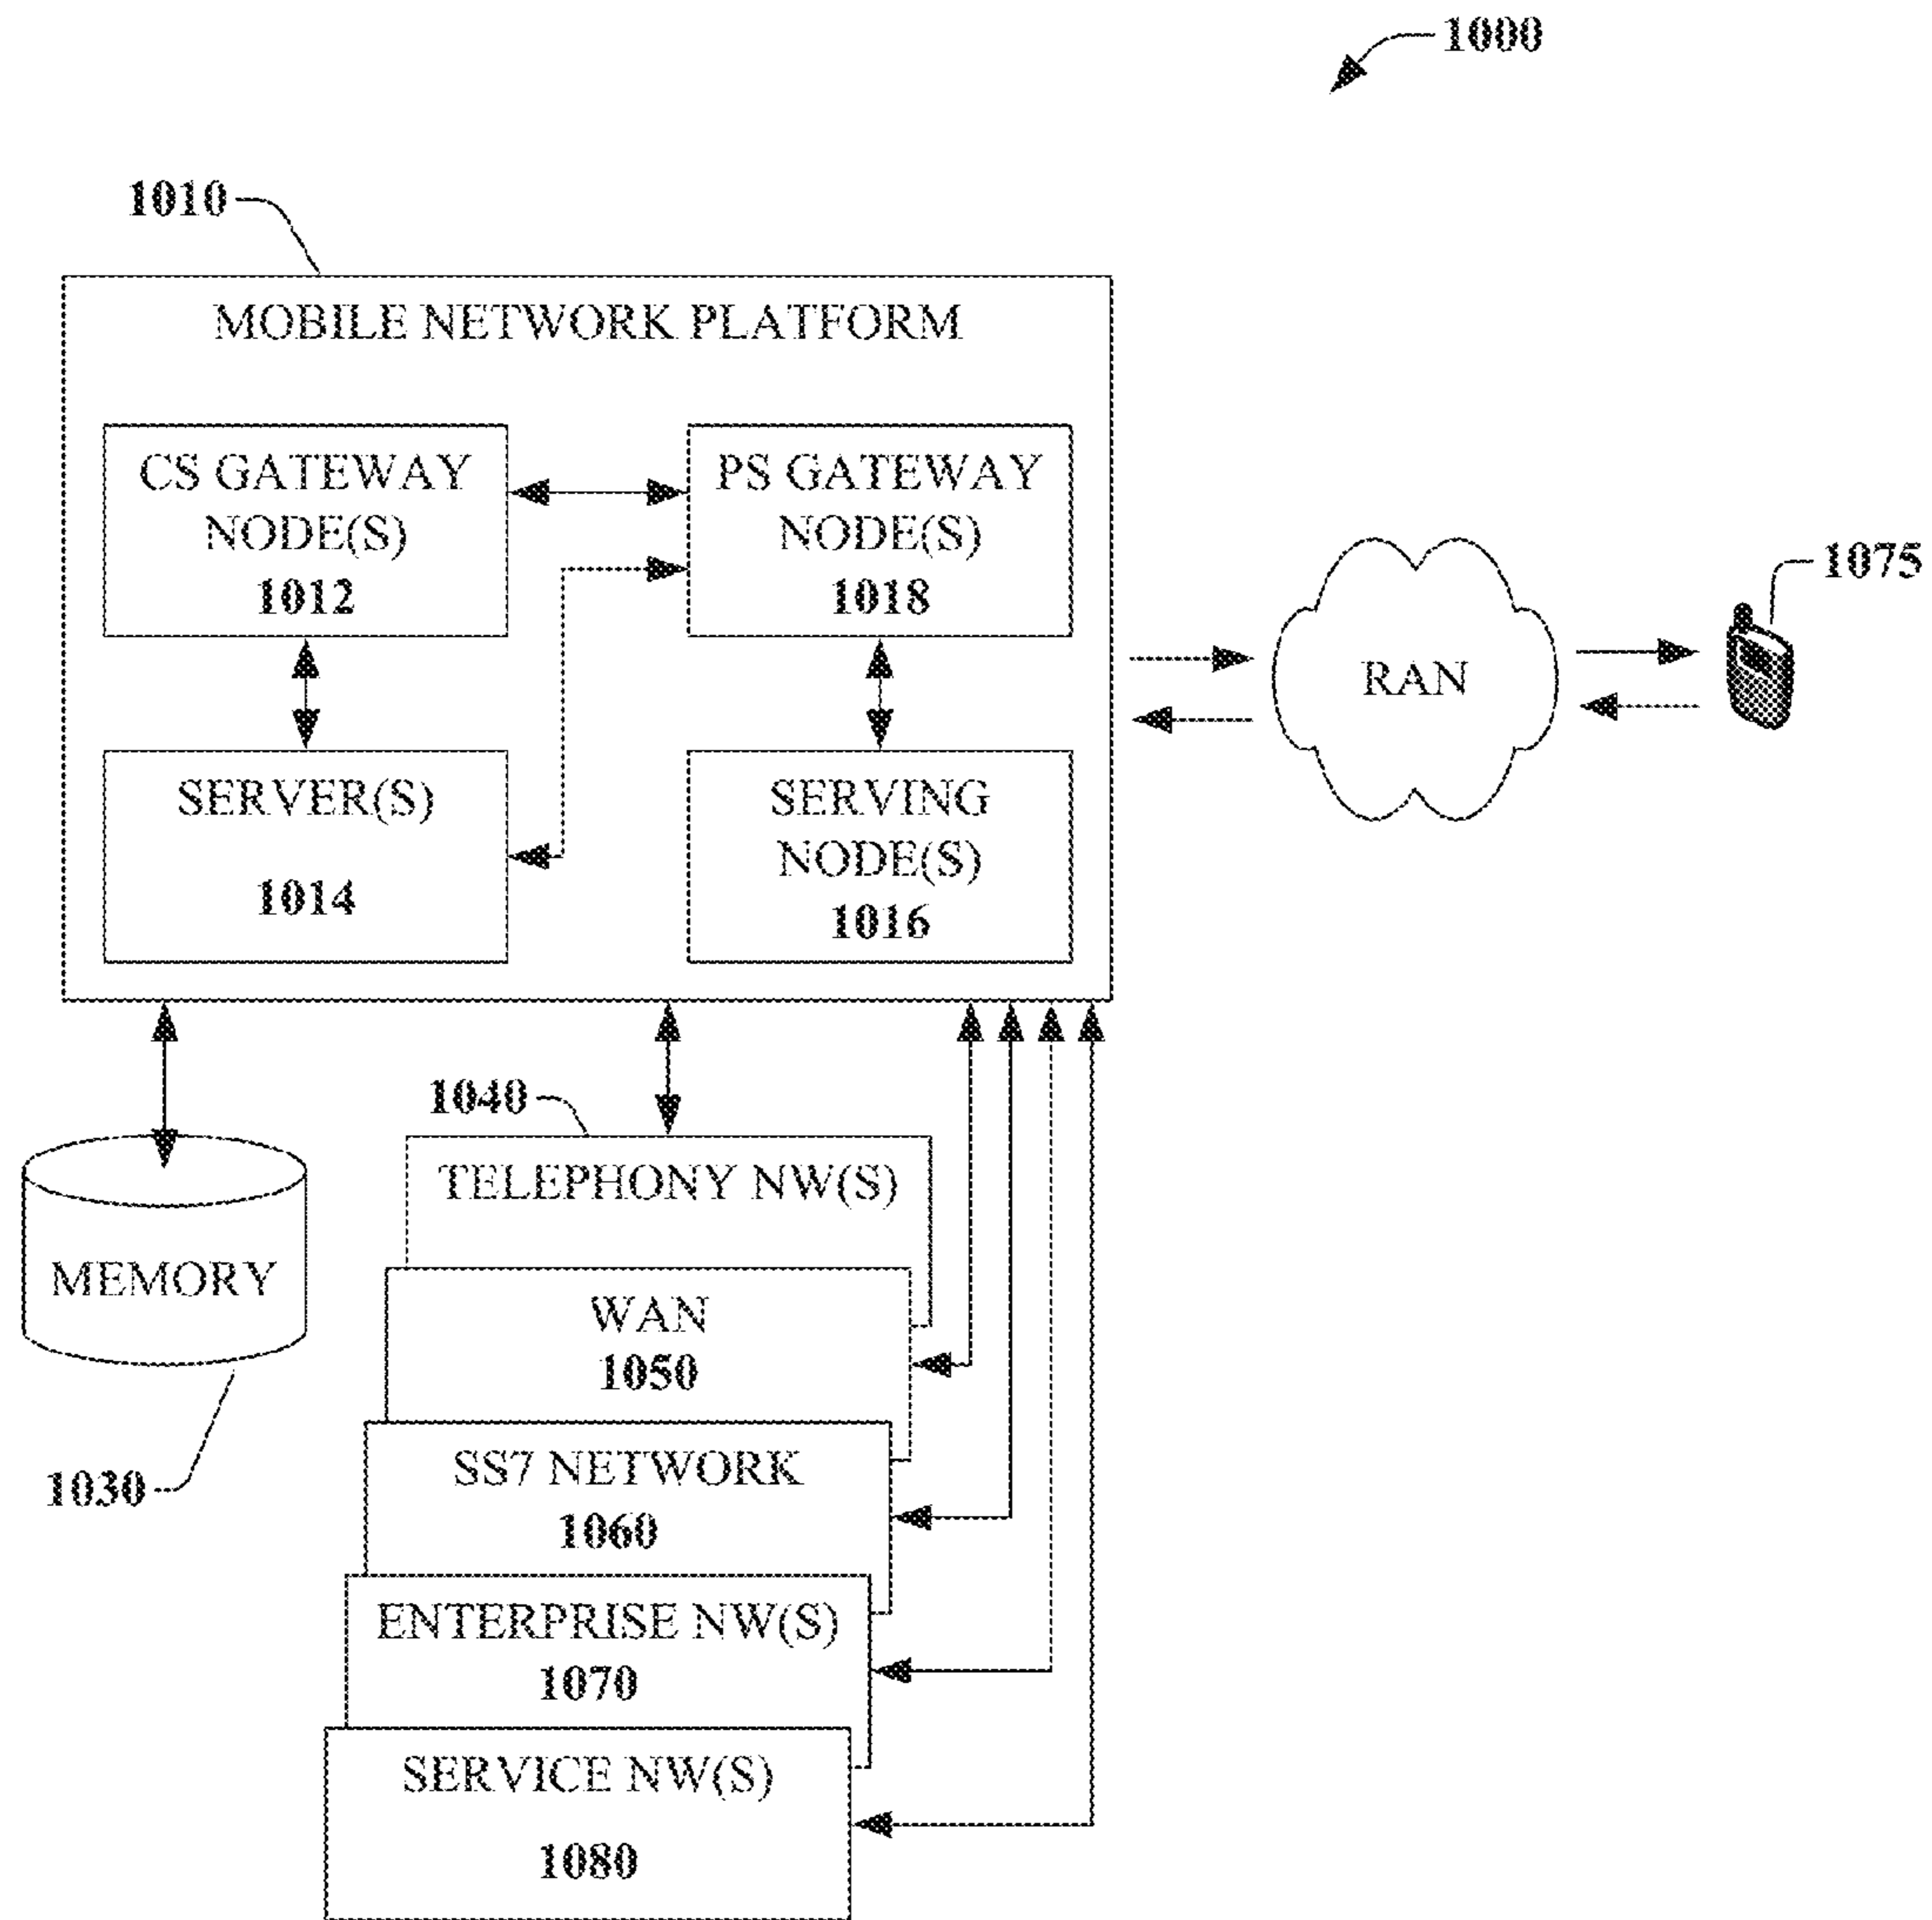 1000
1010
MOBILE NETWORK PLATFORM
CS GATEWAY
NODE(S)
1012
PS GATEWAY
NODE(S)
1018
SERVER(S)
1014
SERVING
NODE(S)
1016
RAN
1075
1040
TELEPHONY NW(S)
MEMORY
1030
WAN
1050
SS7 NETWORK
1060
ENTERPRISE NW(S)
1070
SERVICE NW(S)
1080